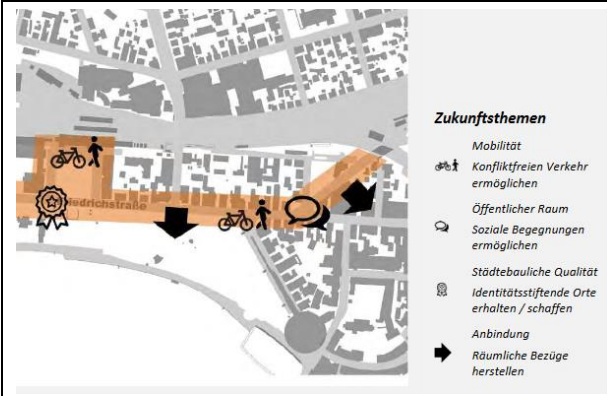 iedrichstraße
Zukunftsthemen
Mobilität
Konfliktfreien Verkehr
ermöglichen
Öffentlicher Raum
Soziale Begegnungen
ermöglichen
Städtebauliche Qualität
Identitätsstiftende Orte
erhalten / schaffen
Anbindung
Räumliche Bezüge
herstellen